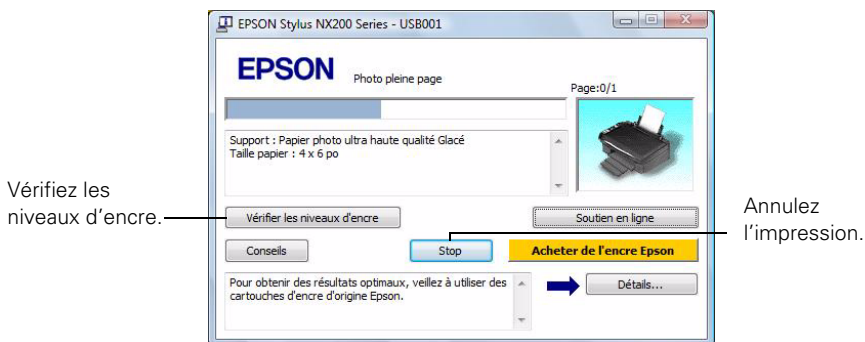 EPSON Stylus NX200 Series - USB001
EPSON
Photo pleine page
Page:0/1
Support : Papier photo ultra haute qualité Glacé
Taille papier : 4 x 6 po
Vérifiez les
niveaux d'encre.
Vérifier les niveaux d'encre
Soutien en ligne
Annulez
l'impression.
Conseils
Stop
Acheter de l'encre Epson
Pour obtenir des résultats optimaux, veillez à utiliser des
cartouches d'encre d'origine Epson.
Détails...